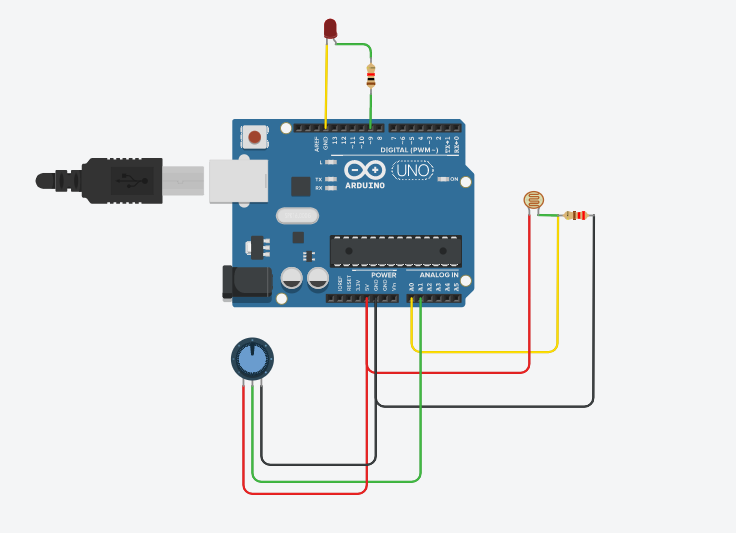 AREF
GND
13
12
~11
~10
~9
8
7
~6
~5
4
~3
2
TX→1
RX←0
DIGITAL (PWM~)
L
TX
RX
ARDUINO
UNO
ON
POWER
ANALOG IN
IOREF
RESET
3.3V
5V
GND
GND
Vin
A0
A1
A2
A3
A4
A5